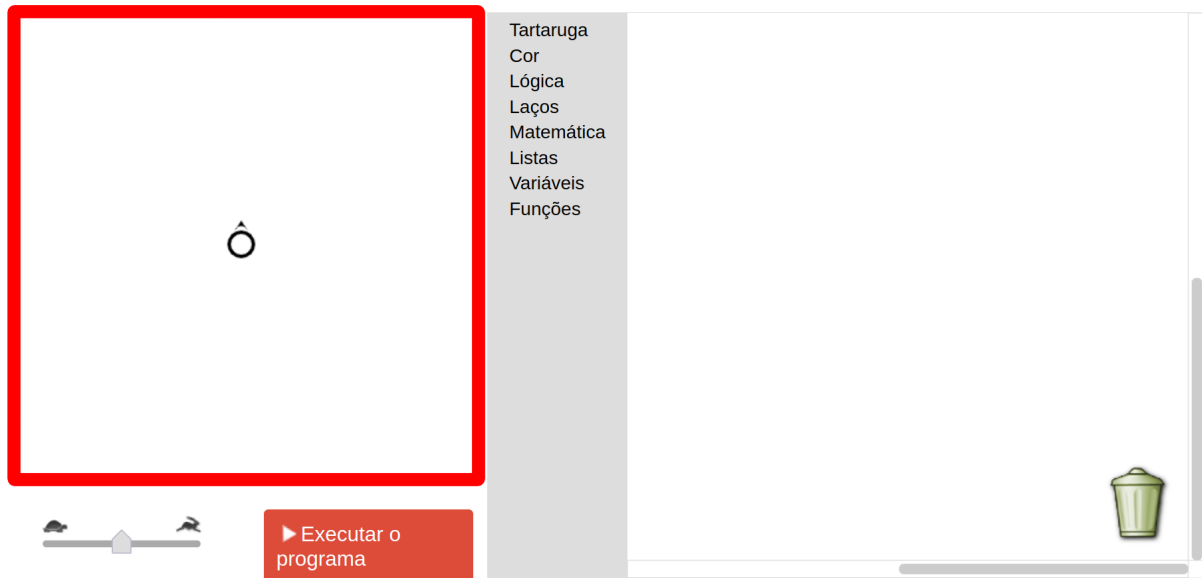 Tartaruga
Cor
Lógica
Laços
Matemática
Listas
Variáveis
Funções
Executar o
programa